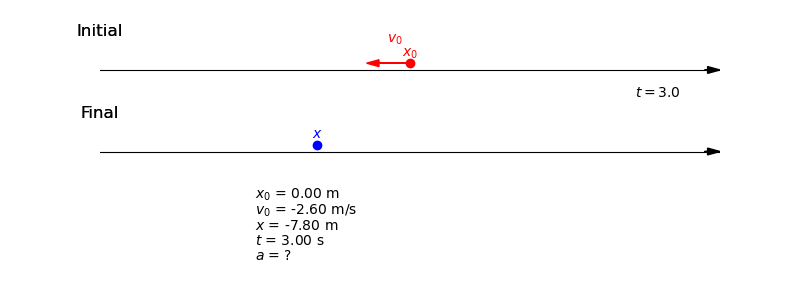 Initial
v₀
x₀
t = 3.0
Final
x
x₀ = 0.00 m
v₀ = -2.60 m/s
x = -7.80 m
t = 3.00 s
a = ?